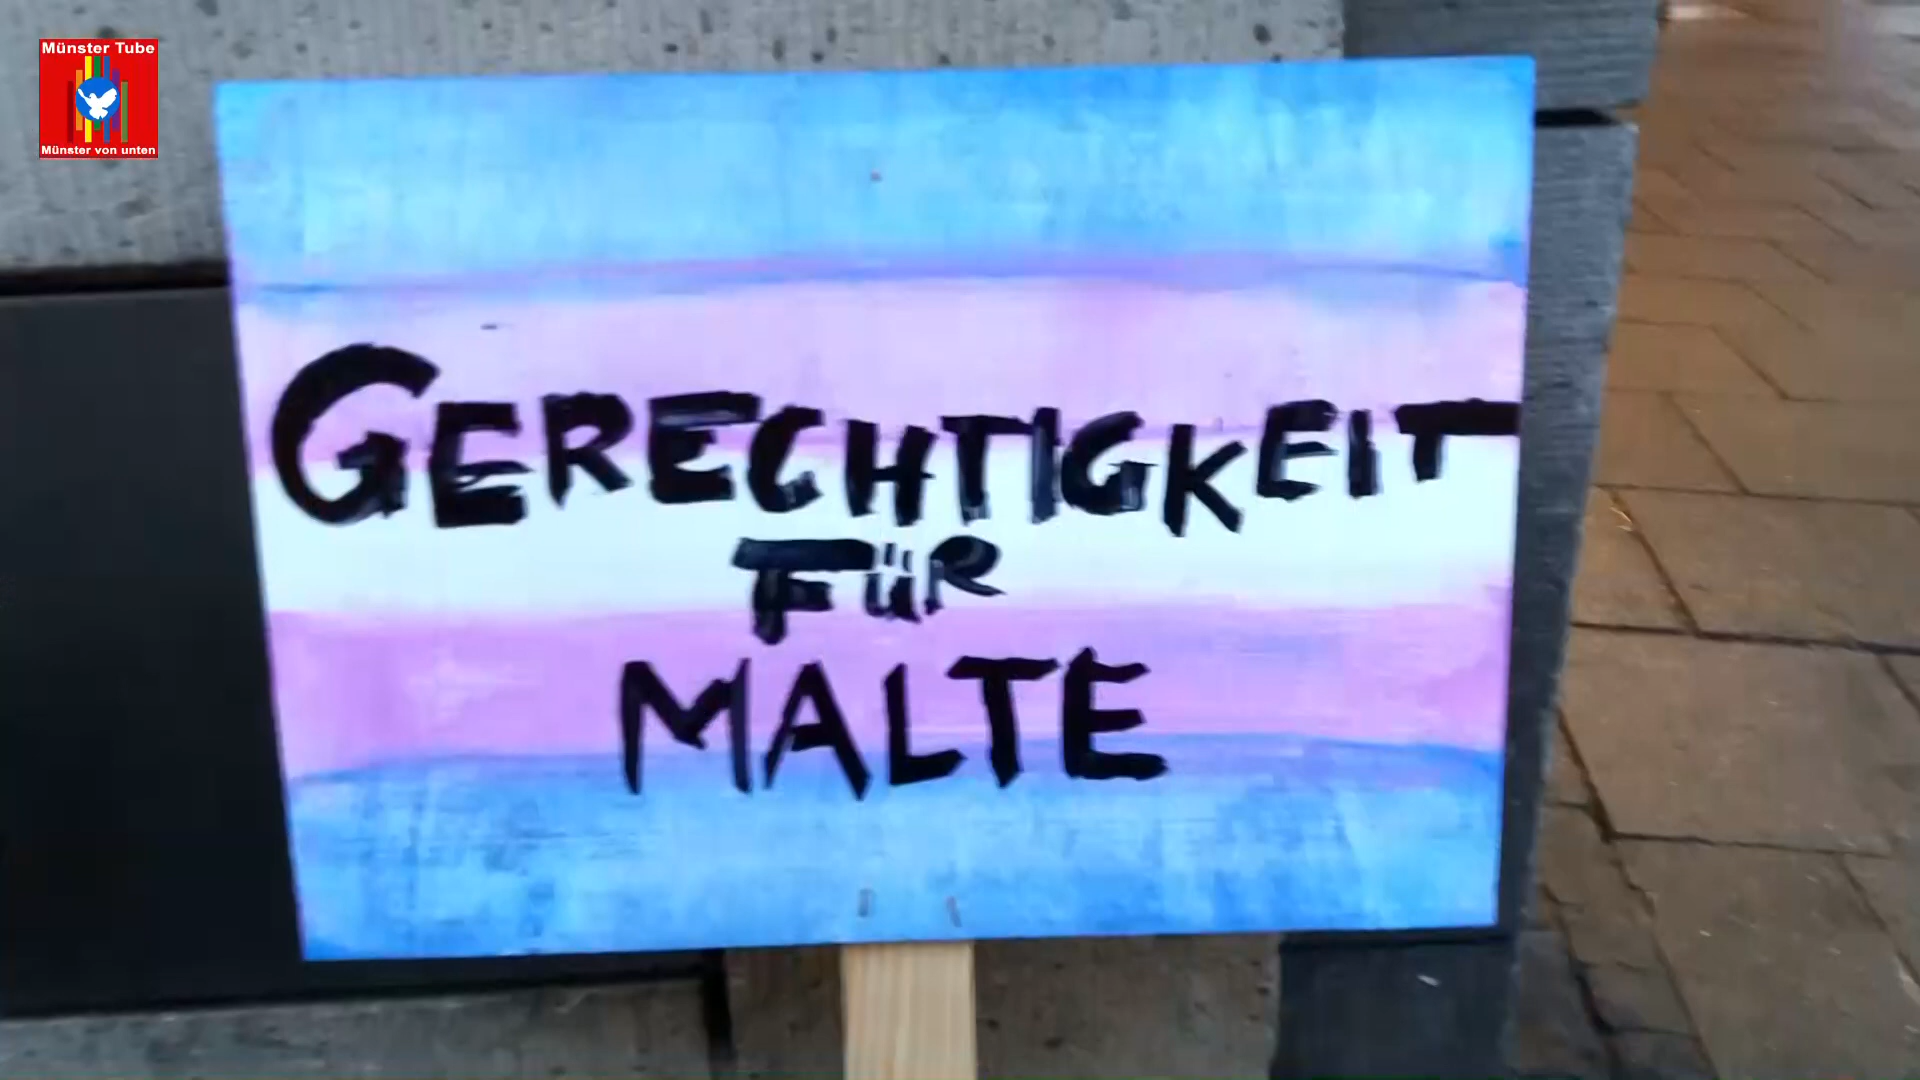 Münster Tube
Münster von unten
GERECHTIGKEIT
FÜR
MALTE